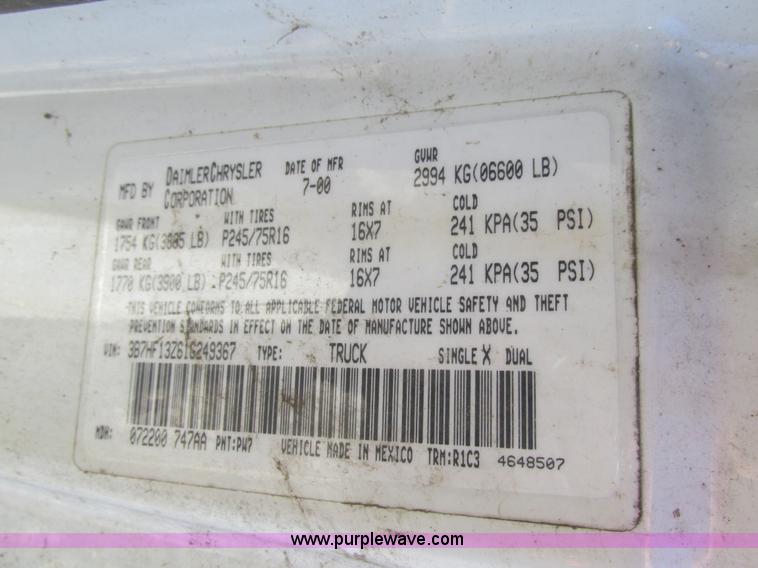 MFD BY DAIMLERCHRYSLER CORPORATION DATE OF MFR 7-00 GVWR 2994 KG(06600 LB)
GAWR FRONT WITH TIRES RIMS AT COLD
1754 KG( LB) P245/75R16 16X7 241 KPA(35 PSI)
GAWR REAR WITH TIRES RIMS AT COLD
1770 KG(3900 LB) P245/75R16 16X7 241 KPA(35 PSI)
THIS VEHICLE CONFORMS TO ALL APPLICABLE FEDERAL MOTOR VEHICLE SAFETY AND THEFT
PREVENTION STANDARDS IN EFFECT ON THE DATE OF MANUFACTURE SHOWN ABOVE.
VIN: 3B7HF13Z61G249367 TYPE: TRUCK SINGLE X DUAL
MDH: 072200 747AA PNT:PW7 VEHICLE MADE IN MEXICO TRM:R1C3 4648507
www.purplewave.com